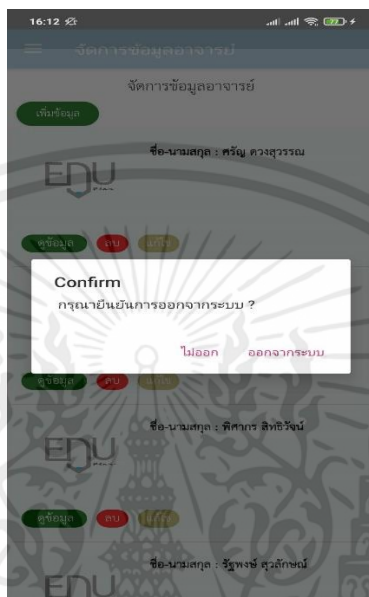 16:12
77
จัดการข้อมูลอาจารย์
จัดการข้อมูลอาจารย์
เพิ่มข้อมูล
ชื่อ-นามสกุล : ศรัญ ดวงสุวรรณ
EDU
ดูข้อมูล ลบ แก้ไข
Confirm
กรุณายืนยันการออกจากระบบ ?
ไม่ออก ออกจากระบบ
ดูข้อมูล ลบ แก้ไข
ชื่อ-นามสกุล : พิศากร สิทธิวัจน์
EDU
ดูข้อมูล ลบ แก้ไข
ชื่อ-นามสกุล : รัฐพงษ์ สุวลักษณ์
EDU